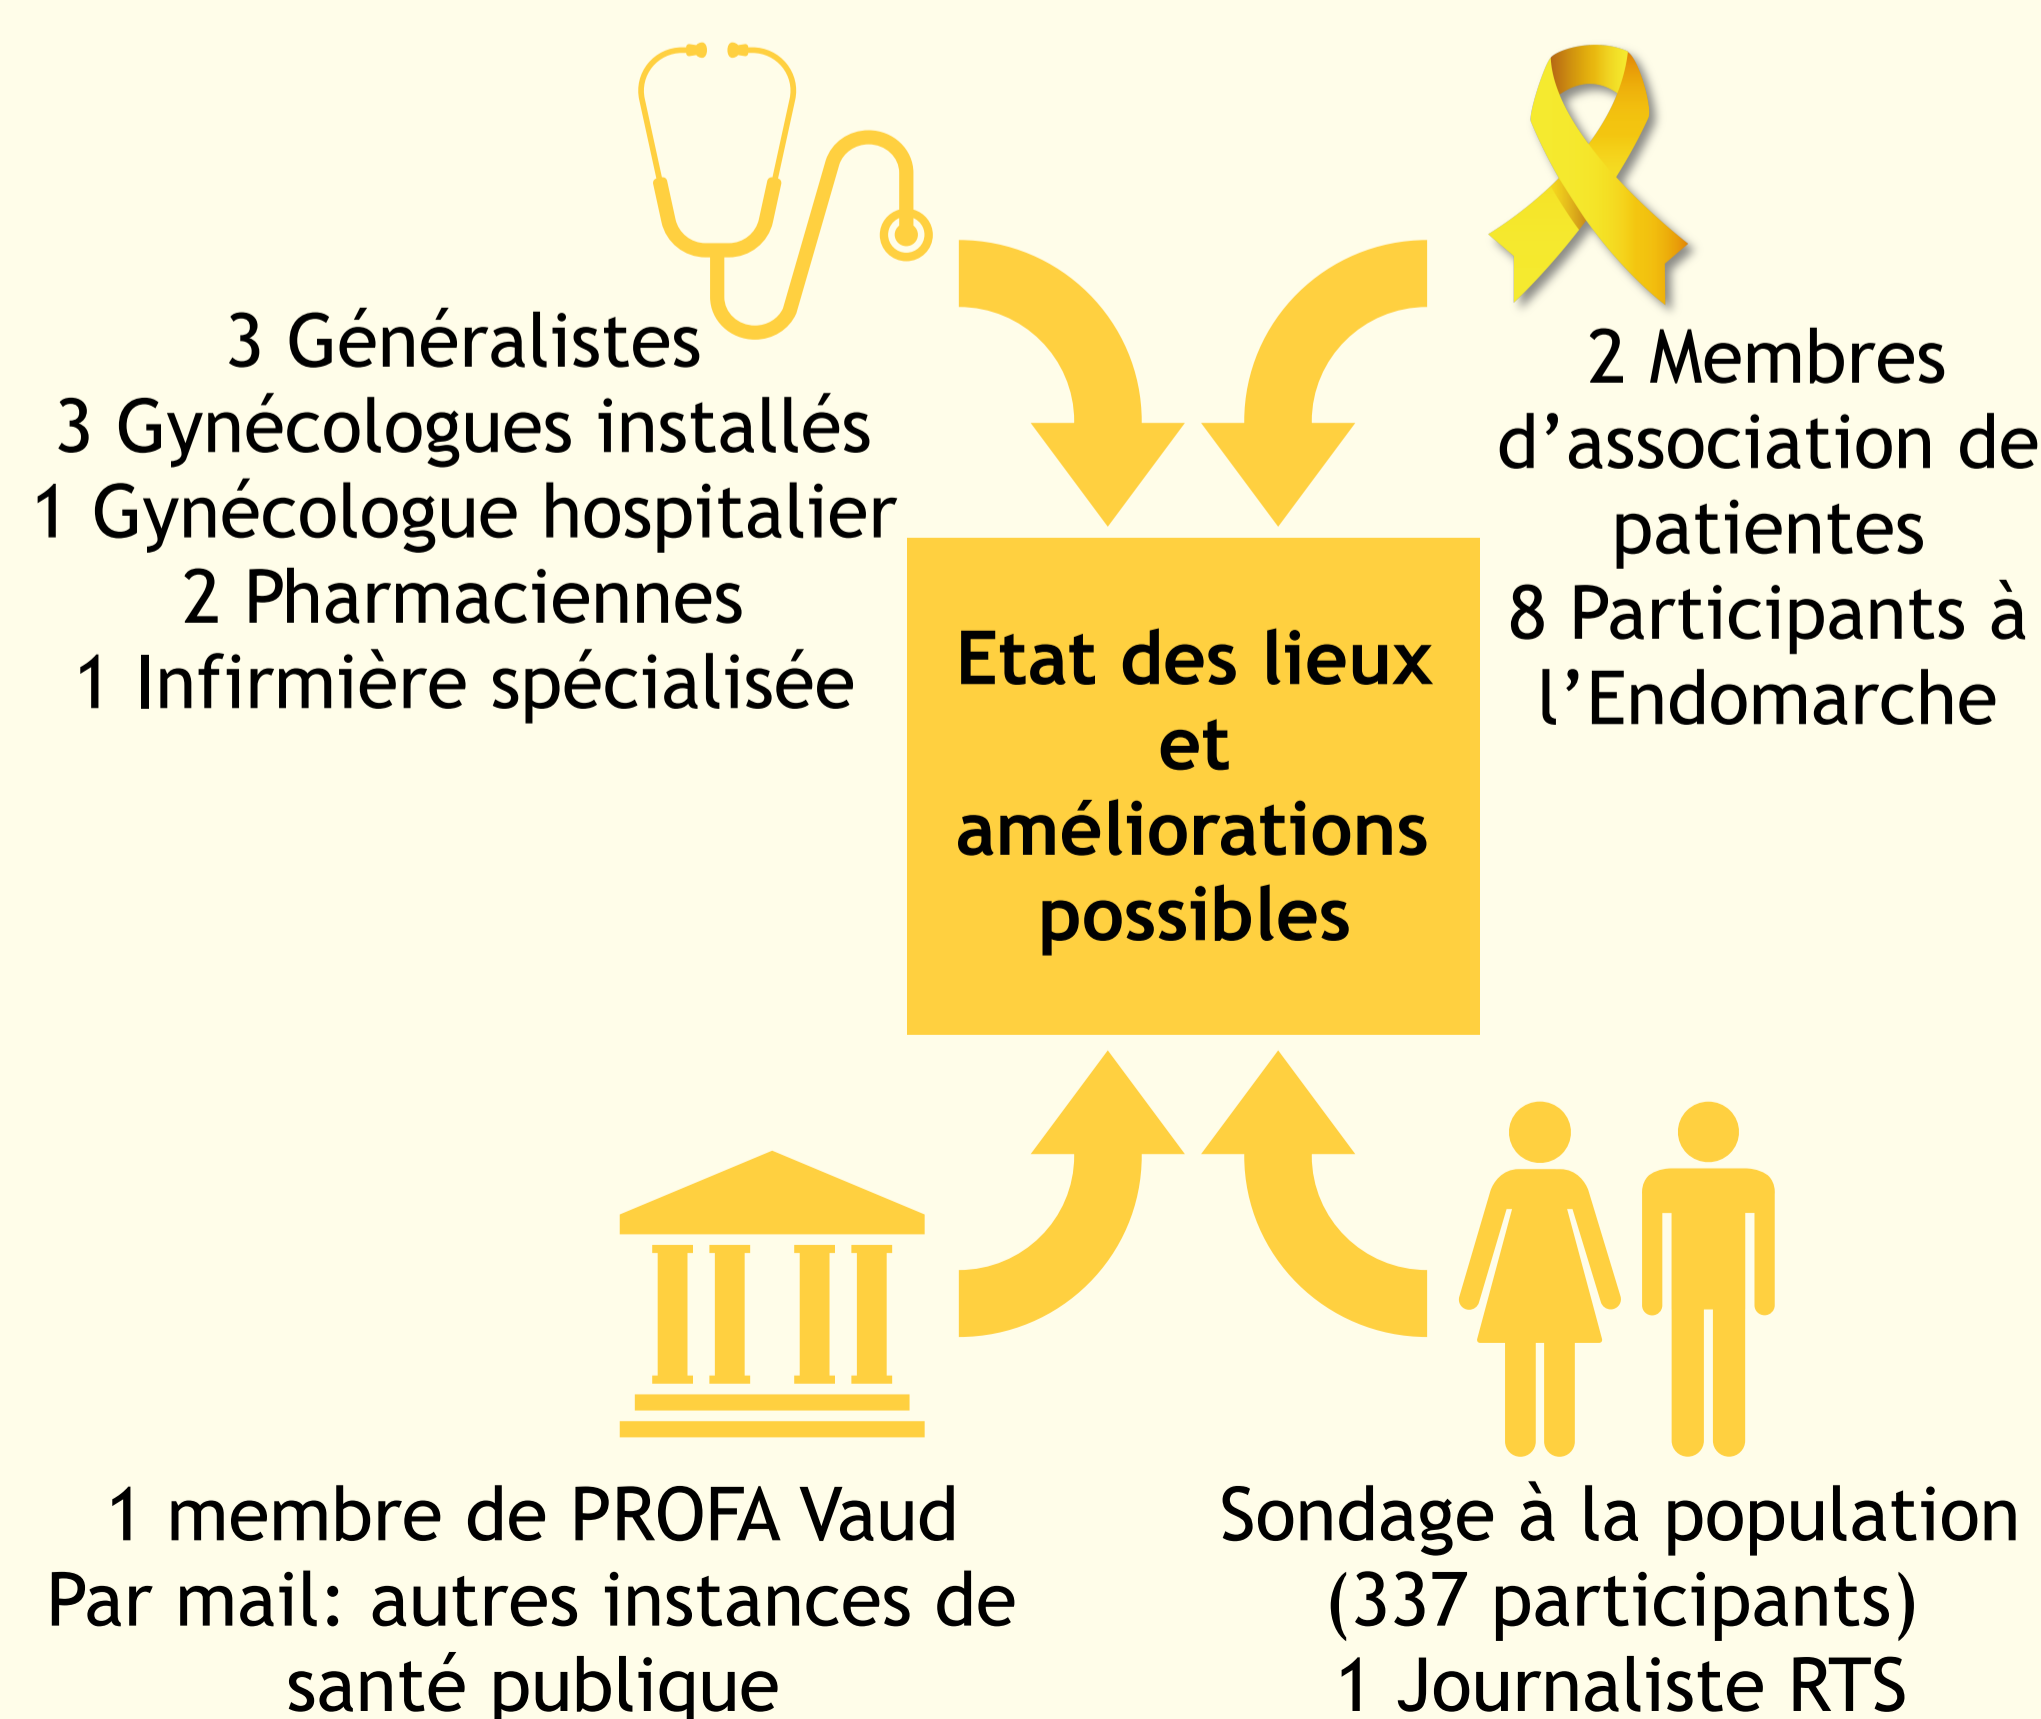 3 Généralistes
3 Gynécologues installés
1 Gynécologue hospitalier
2 Pharmaciennes
1 Infirmière spécialisée
2 Membres
d’association de
patientes
8 Participants à
l’Endomarche
Etat des lieux
et
améliorations
possibles
1 membre de PROFA Vaud
Par mail: autres instances de
santé publique
Sondage à la population
(337 participants)
1 Journaliste RTS